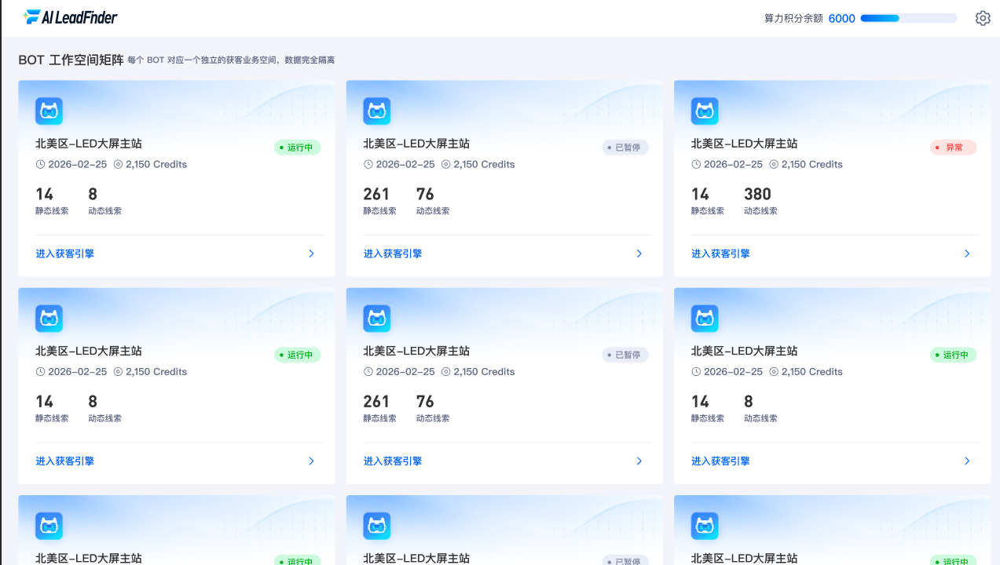 AI LeadFnder
算力积分余额 6000
BOT 工作空间矩阵 每个 BOT 对应一个独立的获客业务空间，数据完全隔离
北美区-LED大屏主站
运行中
2026-02-25 2,150 Credits
14 8
静态线索 动态线索
进入获客引擎
北美区-LED大屏主站
已暂停
2026-02-25 2,150 Credits
261 76
静态线索 动态线索
进入获客引擎
北美区-LED大屏主站
异常
2026-02-25 2,150 Credits
14 380
静态线索 动态线索
进入获客引擎
北美区-LED大屏主站
运行中
2026-02-25 2,150 Credits
14 8
静态线索 动态线索
进入获客引擎
北美区-LED大屏主站
已暂停
2026-02-25 2,150 Credits
261 76
静态线索 动态线索
进入获客引擎
北美区-LED大屏主站
运行中
2026-02-25 2,150 Credits
14 8
静态线索 动态线索
进入获客引擎
北美区-LED大屏主站
运行中
北美区-LED大屏主站
已暂停
北美区-LED大屏主站
运行中